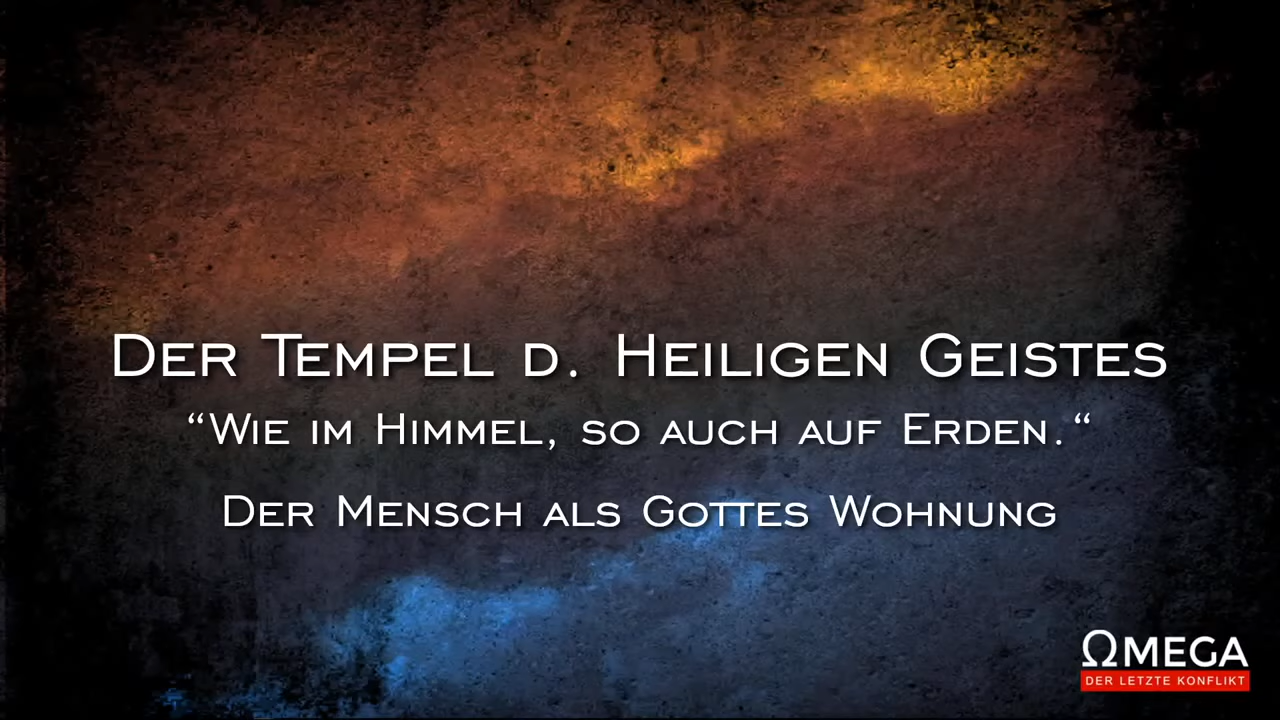 Der Tempel d. Heiligen Geistes
“Wie im Himmel, so auch auf Erden.“
Der Mensch als Gottes Wohnung
ΩMEGA
DER LETZTE KONFLIKT